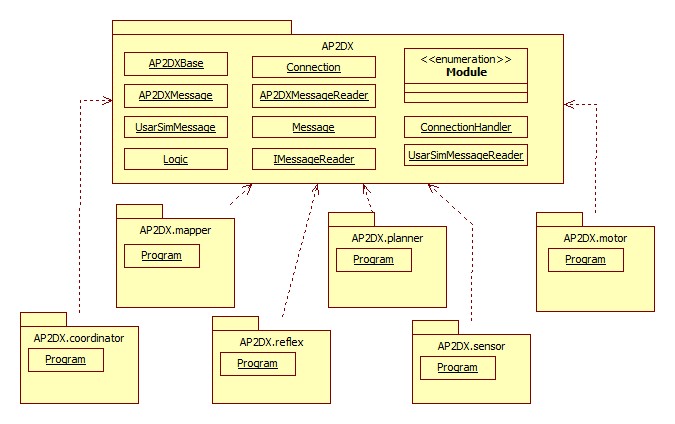 AP2DX
AP2DXBase
Connection
<<enumeration>>
Module
AP2DXMessage
AP2DXMessageReader
UsarSimMessage
Message
ConnectionHandler
Logic
IMessageReader
UsarSimMessageReader
AP2DX.mapper
Program
AP2DX.planner
Program
AP2DX.motor
Program
AP2DX.coordinator
Program
AP2DX.reflex
Program
AP2DX.sensor
Program